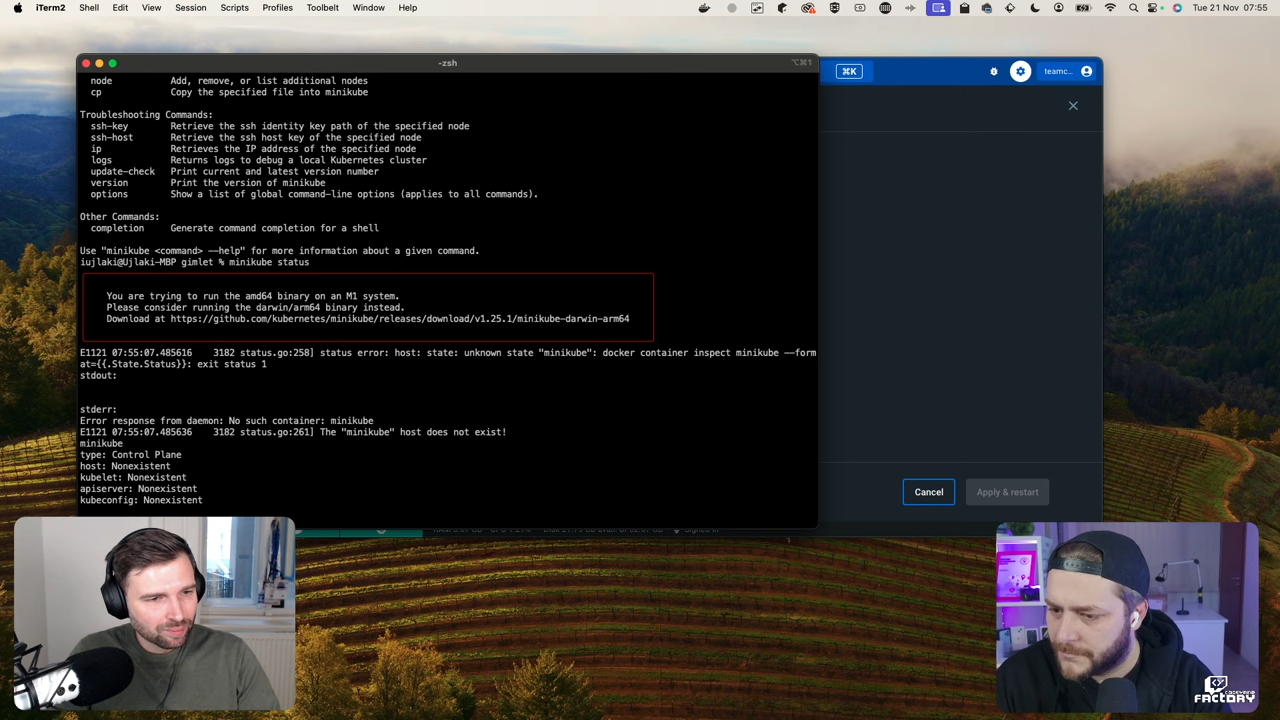 iTerm2 Shell Edit View Session Scripts Profiles Toolbelt Window Help
Tue 21 Nov 07:55
-zsh
⌥⌘1
⌘K
teamc...
node Add, remove, or list additional nodes
cp Copy the specified file into minikube
Troubleshooting Commands:
ssh-key Retrieve the ssh identity key path of the specified node
ssh-host Retrieve the ssh host key of the specified node
ip Retrieves the IP address of the specified node
logs Returns logs to debug a local Kubernetes cluster
update-check Print current and latest version number
version Print the version of minikube
options Show a list of global command-line options (applies to all commands).
Other Commands:
completion Generate command completion for a shell
Use "minikube <command> --help" for more information about a given command.
iujlaki@Ujlaki-MBP gimlet % minikube status
You are trying to run the amd64 binary on an M1 system.
Please consider running the darwin/arm64 binary instead.
Download at https://github.com/kubernetes/minikube/releases/download/v1.25.1/minikube-darwin-arm64
E1121 07:55:07.485616 3182 status.go:258] status error: host: state: unknown state "minikube": docker container inspect minikube --form
at={{.State.Status}}: exit status 1
stdout:
stderr:
Error response from daemon: No such container: minikube
E1121 07:55:07.485636 3182 status.go:261] The "minikube" host does not exist!
minikube
type: Control Plane
host: Nonexistent
kubelet: Nonexistent
apiserver: Nonexistent
kubeconfig: Nonexistent
Cancel
Apply & restart
FACTORY